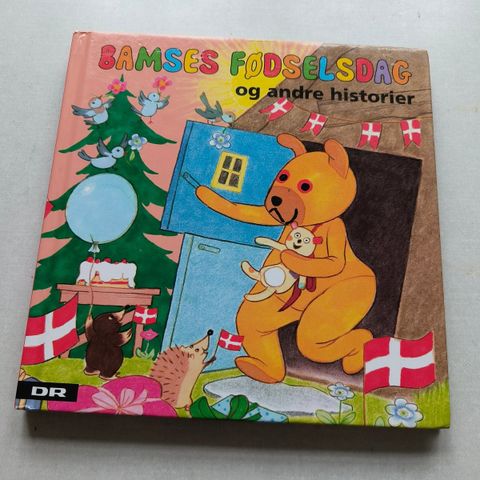 BAMSES FØDSELSDAG
og andre historier
DR